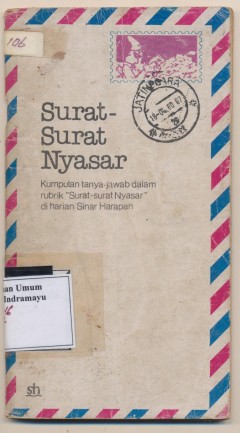 106
JATINEGARA
Surat-
Surat
Nyasar
Kumpulan tanya-jawab dalam
rubrik "Surat-surat Nyasar"
di harian Sinar Harapan
Umum
Indramayu
sh